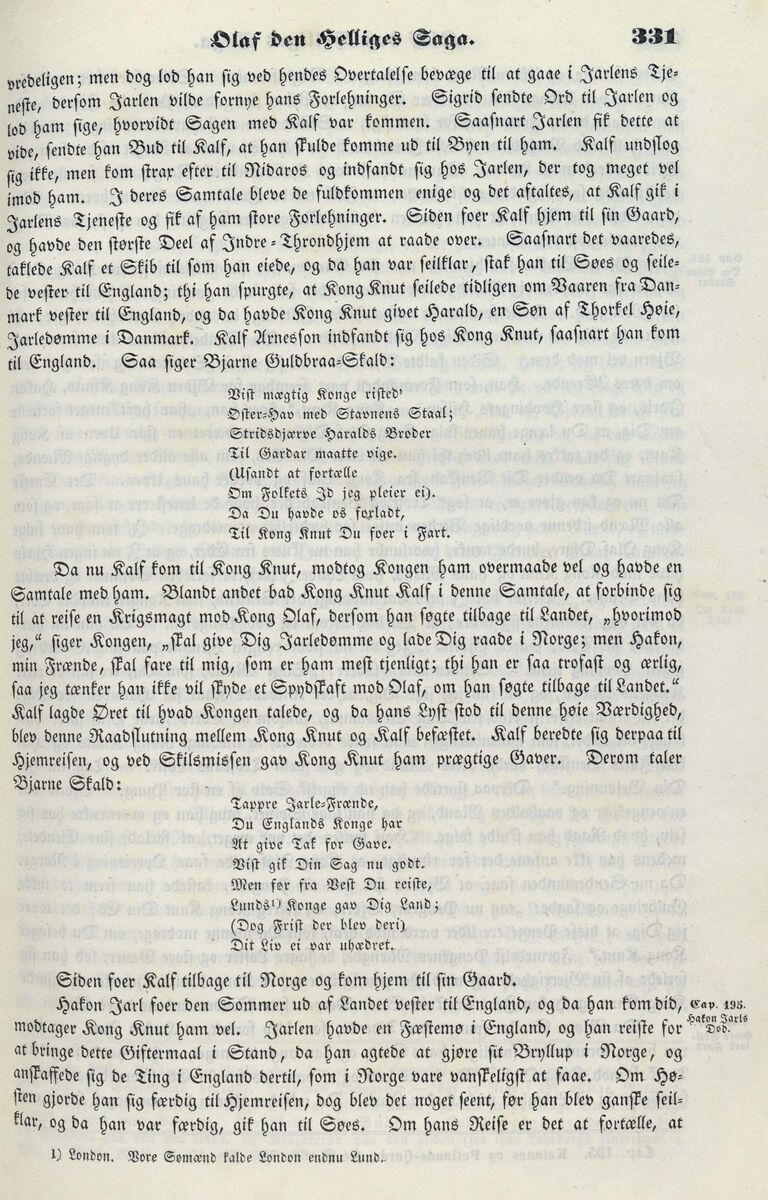 Olaf den Helliges Saga. 331
vredeligen; men dog lod han sig ved hendes Overtalelse bevæge til at gaae i Jarlens Tje-
neste, dersom Jarlen vilde fornye hans Forlehninger. Sigrid sendte Ord til Jarlen og
lod ham sige, hvorvidt Sagen med Kalf var kommen. Saasnart Jarlen fik dette at
vide, sendte han Bud til Kalf, at han skulde komme ud til Byen til ham. Kalf undslog
sig ikke, men kom strax efter til Nidaros og indfandt sig hos Jarlen, der tog meget vel
imod ham. I deres Samtale bleve de fuldkommen enige og det aftaltes, at Kalf gik i
Jarlens Tjeneste og fik af ham store Forlehninger. Siden foer Kalf hjem til sin Gaard,
og havde den største Deel af Indre-Throndhjem at raade over. Saasnart det vaaredes,
taklede Kalf et Skib til som han eiede, og da han var seilklar, stak han til Søes og seile-
de vester til England; thi han spurgte, at Kong Knut seilede tidligen om Vaaren fra Dan-
mark vester til England, og da havde Kong Knut givet Harald, en Søn af Thorkel Høie,
Jarledømme i Danmark. Kalf Arnesson indfandt sig hos Kong Knut, saasnart han kom
til England. Saa siger Bjarne Guldbraa-Skald:
Vist mægtig Konge risted'
Øster-Hav med Stavnens Staal;
Stridsdjærve Haralds Broder
Til Gardar maatte vige.
(Usandt at fortælle
Om Folkets Id jeg pleier ei).
Da Du havde os forladt,
Til Kong Knut Du foer i Fart.
Da nu Kalf kom til Kong Knut, modtog Kongen ham overmaade vel og havde en
Samtale med ham. Blandt andet bad Kong Knut Kalf i denne Samtale, at forbinde sig
til at reise en Krigsmagt mod Kong Olaf, dersom han søgte tilbage til Landet, „hvorimod
jeg,“ siger Kongen, „skal give Dig Jarledømme og lade Dig raade i Norge; men Hakon,
min Frænde, skal fare til mig, som er ham mest tjenligt; thi han er saa trofast og ærlig,
saa jeg tænker han ikke vil skyde et Spydskaft mod Olaf, om han søgte tilbage til Landet.“
Kalf lagde Øret til hvad Kongen talede, og da hans Lyst stod til denne høie Værdighed,
blev denne Raadslutning mellem Kong Knut og Kalf befæstet. Kalf beredte sig derpaa til
Hjemreisen, og ved Skilsmissen gav Kong Knut ham prægtige Gaver. Derom taler
Bjarne Skald:
Tappre Jarle-Frænde,
Du Englands Konge har
At give Tak for Gave.
Vist gik Din Sag nu godt.
Men før fra Vest Du reiste,
Lunds¹) Konge gav Dig Land;
(Dog Frist der blev deri)
Dit Liv ei var uhædret.
Siden foer Kalf tilbage til Norge og kom hjem til sin Gaard.
Hakon Jarl foer den Sommer ud af Landet vester til England, og da han kom did,
modtager Kong Knut ham vel. Jarlen havde en Fæstemø i England, og han reiste for
at bringe dette Giftermaal i Stand, da han agtede at gjøre sit Bryllup i Norge, og
anskaffede sig de Ting i England dertil, som i Norge vare vanskeligst at faae. Om Hø-
sten gjorde han sig færdig til Hjemreisen, dog blev det noget seent, før han blev ganske seil-
klar, og da han var færdig, gik han til Søes. Om hans Reise er det at fortælle, at
Cap. 195.
Hakon Jarls
Død.
1) London. Vore Sømænd kalde London endnu Lund.